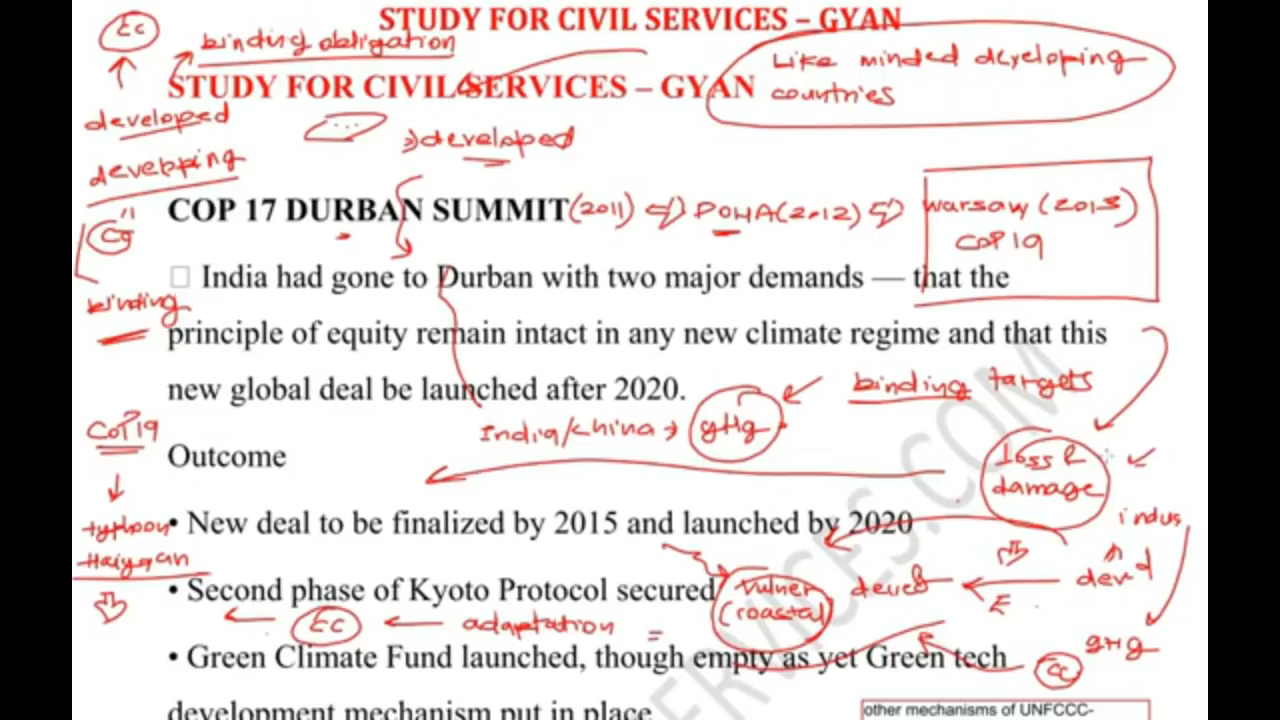 STUDY FOR CIVIL SERVICES – GYAN
EC
binding obligation
STUDY FOR CIVIL SERVICES – GYAN
Like minded developing
countries
developed
developed
developing
COP 17 DURBAN SUMMIT (2011) ⇨ DOHA (2012) ⇨ Warsaw (2013)
COP 19
binding
□ India had gone to Durban with two major demands — that the
principle of equity remain intact in any new climate regime and that this
new global deal be launched after 2020.
binding targets
India/China → gHg
COP 19
Outcome
loss &
damage
typhoon
Haiyan
• New deal to be finalized by 2015 and launched by 2020
indus
• Second phase of Kyoto Protocol secured
vulner
(coastal)
E
EC ← adaptation
gHg
• Green Climate Fund launched, though empty as yet Green tech
CC
development mechanism put in place
other mechanisms of UNFCCC-
SERVICES.COM